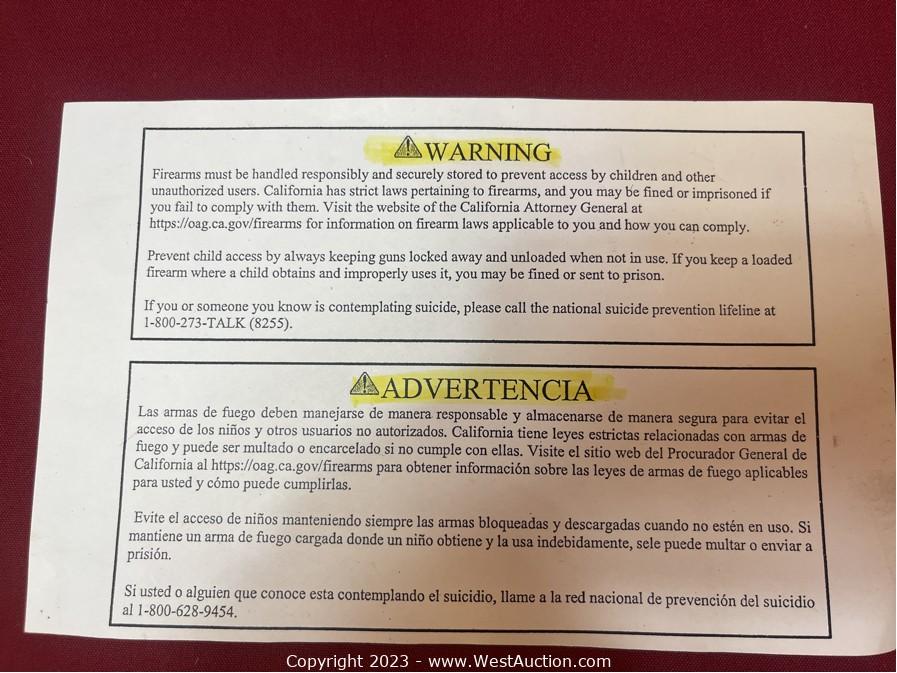 WARNING
Firearms must be handled responsibly and securely stored to prevent access by children and other
unauthorized users. California has strict laws pertaining to firearms, and you may be fined or imprisoned if
you fail to comply with them. Visit the website of the California Attorney General at
https://oag.ca.gov/firearms for information on firearm laws applicable to you and how you can comply.
Prevent child access by always keeping guns locked away and unloaded when not in use. If you keep a loaded
firearm where a child obtains and improperly uses it, you may be fined or sent to prison.
If you or someone you know is contemplating suicide, please call the national suicide prevention lifeline at
1-800-273-TALK (8255).
ADVERTENCIA
Las armas de fuego deben manejarse de manera responsable y almacenarse de manera segura para evitar el
acceso de los niños y otros usuarios no autorizados. California tiene leyes estrictas relacionadas con armas de
fuego y puede ser multado o encarcelado si no cumple con ellas. Visite el sitio web del Procurador General de
California al https://oag.ca.gov/firearms para obtener información sobre las leyes de armas de fuego aplicables
para usted y cómo puede cumplirlas.
Evite el acceso de niños manteniendo siempre las armas bloqueadas y descargadas cuando no estén en uso. Si
mantiene un arma de fuego cargada donde un niño obtiene y la usa indebidamente, sele puede multar o enviar a
prisión.
Si usted o alguien que conoce esta contemplando el suicidio, llame a la red nacional de prevención del suicidio
al 1-800-628-9454.
Copyright 2023 - www.WestAuction.com